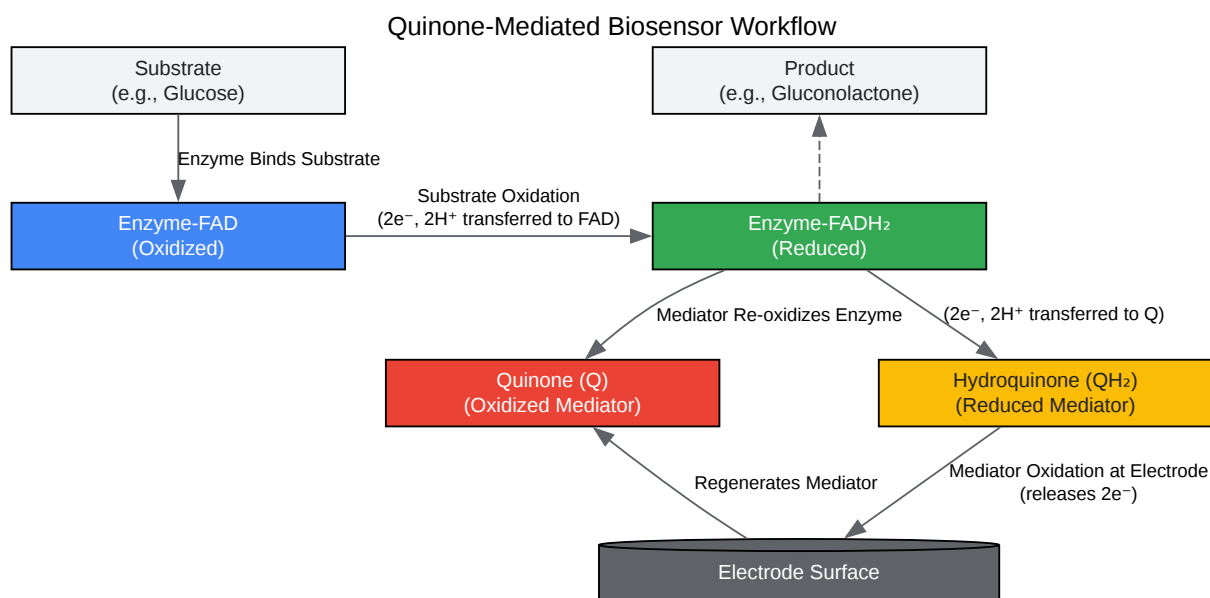 Quinone-Mediated Biosensor Workflow
Substrate
(e.g., Glucose)
Product
(e.g., Gluconolactone)
Enzyme Binds Substrate
Substrate Oxidation
(2e⁻, 2H⁺ transferred to FAD)
Enzyme-FAD
(Oxidized)
Enzyme-FADH₂
(Reduced)
Mediator Re-oxidizes Enzyme
(2e⁻, 2H⁺ transferred to Q)
Quinone (Q)
(Oxidized Mediator)
Hydroquinone (QH₂)
(Reduced Mediator)
Regenerates Mediator
Mediator Oxidation at Electrode
(releases 2e⁻)
Electrode Surface